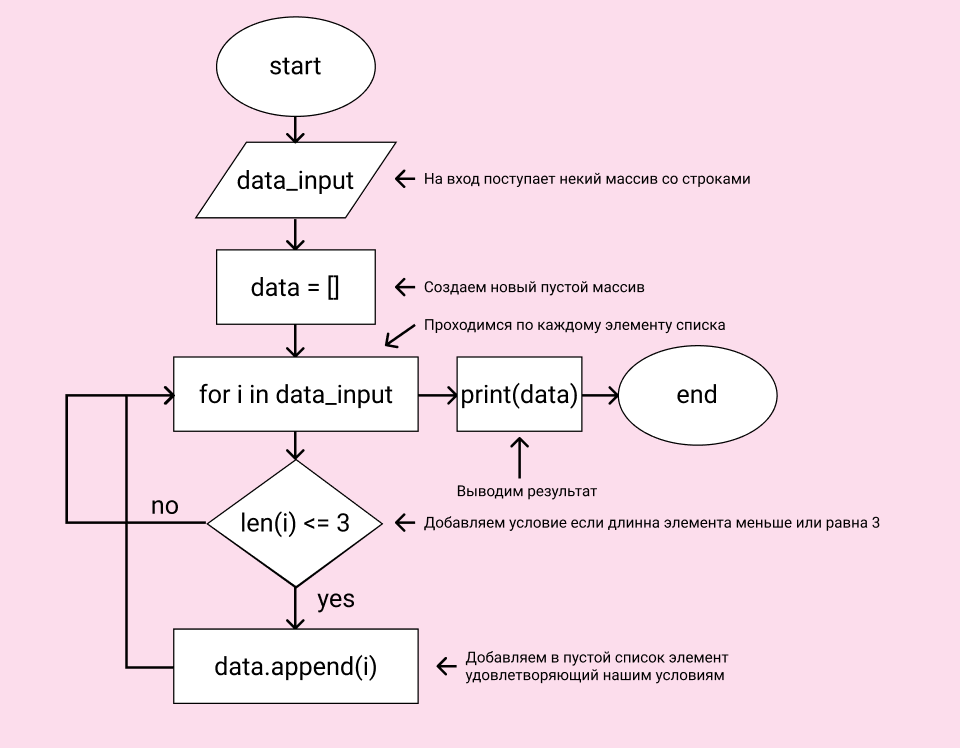 start
data_input
На вход поступает некий массив со строками
data = []
Создаем новый пустой массив
Проходимся по каждому элементу списка
for i in data_input
print(data)
end
Выводим результат
no
len(i) <= 3
Добавляем условие если длинна элемента меньше или равна 3
yes
data.append(i)
Добавляем в пустой список элемент
удовлетворяющий нашим условиям